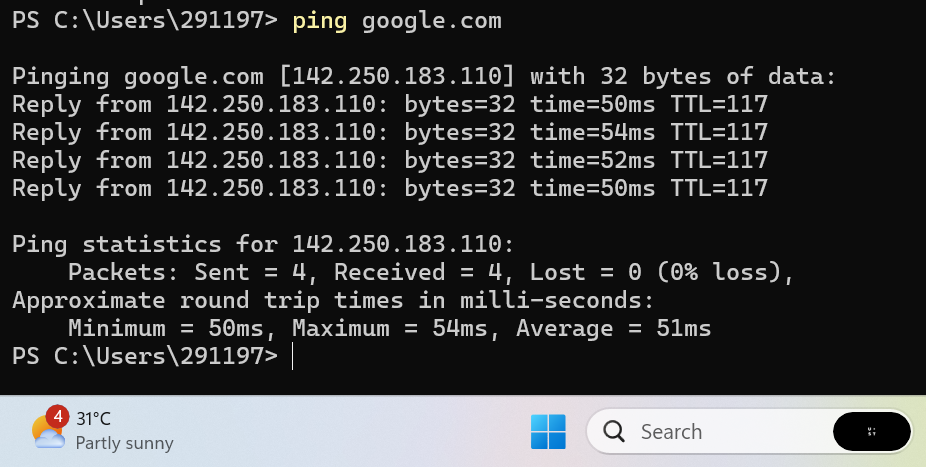 PS C:\Users\291197> ping google.com
Pinging google.com [142.250.183.110] with 32 bytes of data:
Reply from 142.250.183.110: bytes=32 time=50ms TTL=117
Reply from 142.250.183.110: bytes=32 time=54ms TTL=117
Reply from 142.250.183.110: bytes=32 time=52ms TTL=117
Reply from 142.250.183.110: bytes=32 time=50ms TTL=117
Ping statistics for 142.250.183.110:
    Packets: Sent = 4, Received = 4, Lost = 0 (0% loss),
Approximate round trip times in milli-seconds:
    Minimum = 50ms, Maximum = 54ms, Average = 51ms
PS C:\Users\291197>
4
31°C
Partly sunny
Search